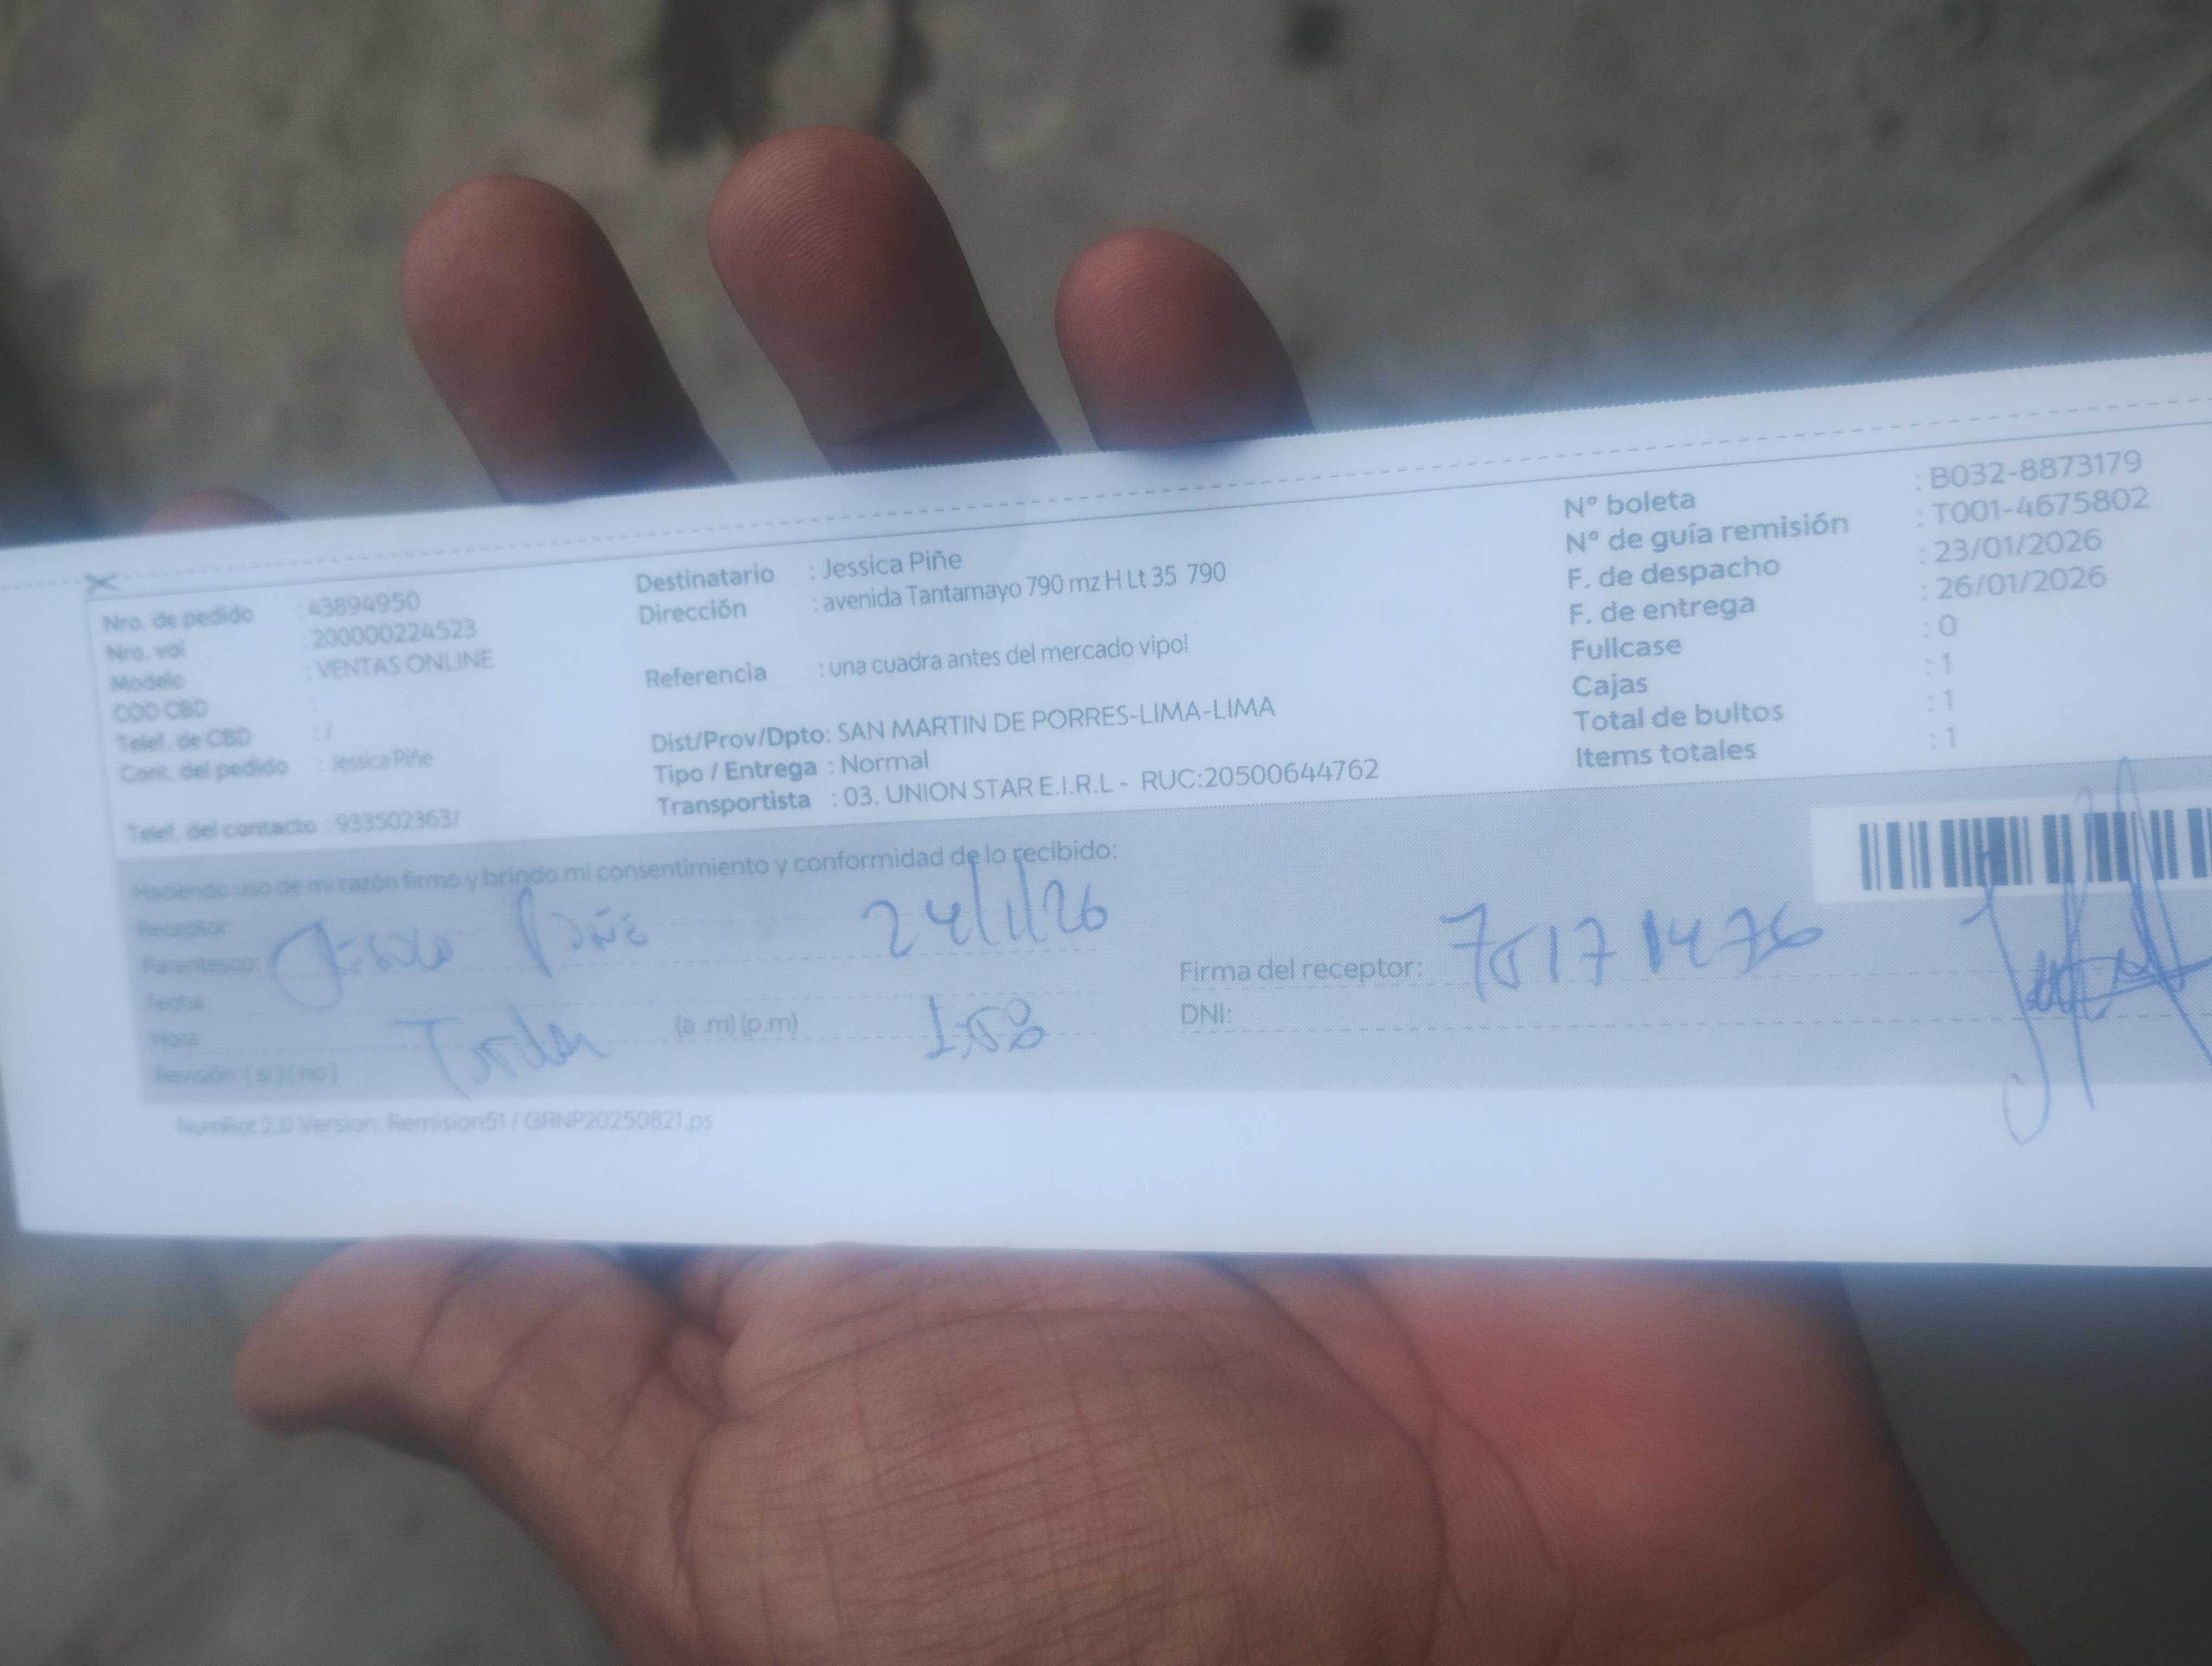 Nro. de pedido : 43894950
Nro. vol : 200000224523
Modelo : VENTAS ONLINE
COD CBD :
Telef. de CBD : /
Cont. del pedido : Jessica Piñe
Telef. del contacto : 933502363/
Destinatario : Jessica Piñe
Dirección : avenida Tantamayo 790 mz H Lt 35 790
Referencia : una cuadra antes del mercado vipol
Dist/Prov/Dpto: SAN MARTIN DE PORRES-LIMA-LIMA
Tipo / Entrega : Normal
Transportista : 03. UNION STAR E.I.R.L - RUC:20500644762
Nº boleta : B032-8873179
Nº de guía remisión : T001-4675802
F. de despacho : 23/01/2026
F. de entrega : 26/01/2026
Fullcase : 0
Cajas : 1
Total de bultos : 1
Items totales : 1
Haciendo uso de mi razón firmo y brindo mi consentimiento y conformidad de lo recibido:
Receptor:
Parentesco: Piñe 24/1/26
Fecha:
Hora: (a .m) (p.m) 1:58
Revisión: (si) (no)
Firma del receptor: 75171476
DNI:
NumRot 2.0 Version: Remision51 / GRNP20250821.ps